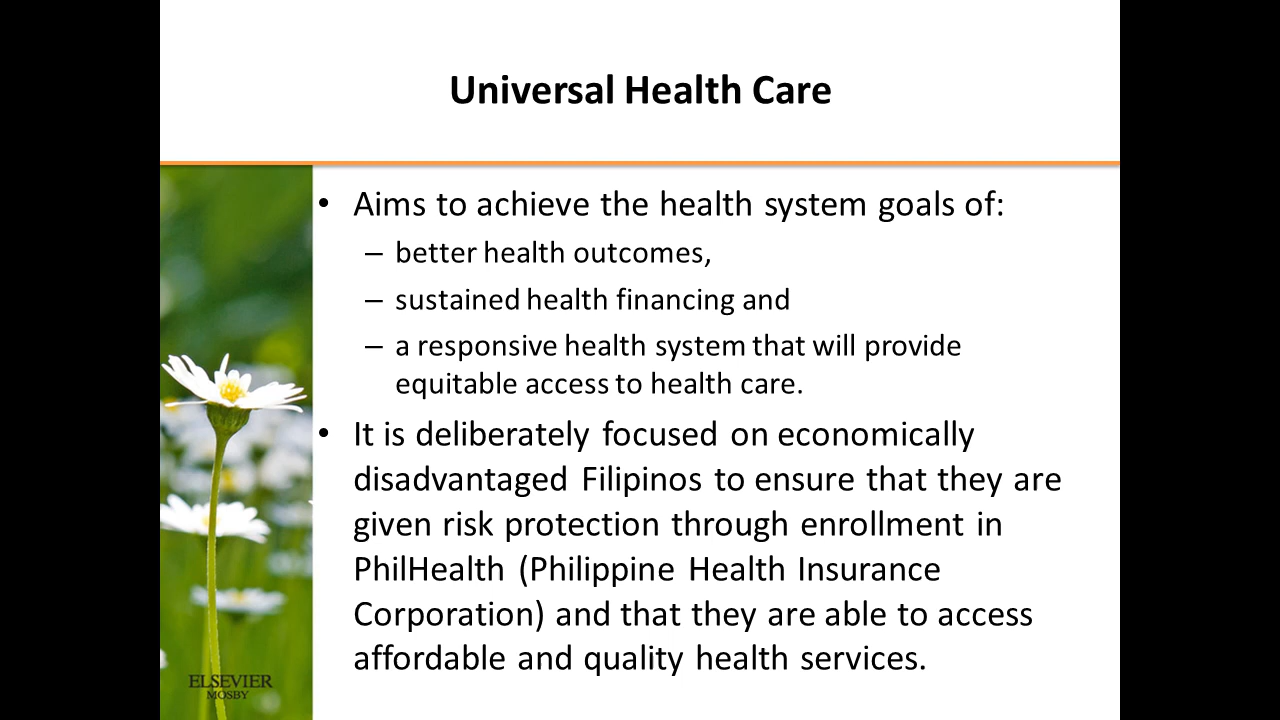 Universal Health Care
• Aims to achieve the health system goals of:
– better health outcomes,
– sustained health financing and
– a responsive health system that will provide
equitable access to health care.
• It is deliberately focused on economically
disadvantaged Filipinos to ensure that they are
given risk protection through enrollment in
PhilHealth (Philippine Health Insurance
Corporation) and that they are able to access
affordable and quality health services.
ELSEVIER
MOSBY